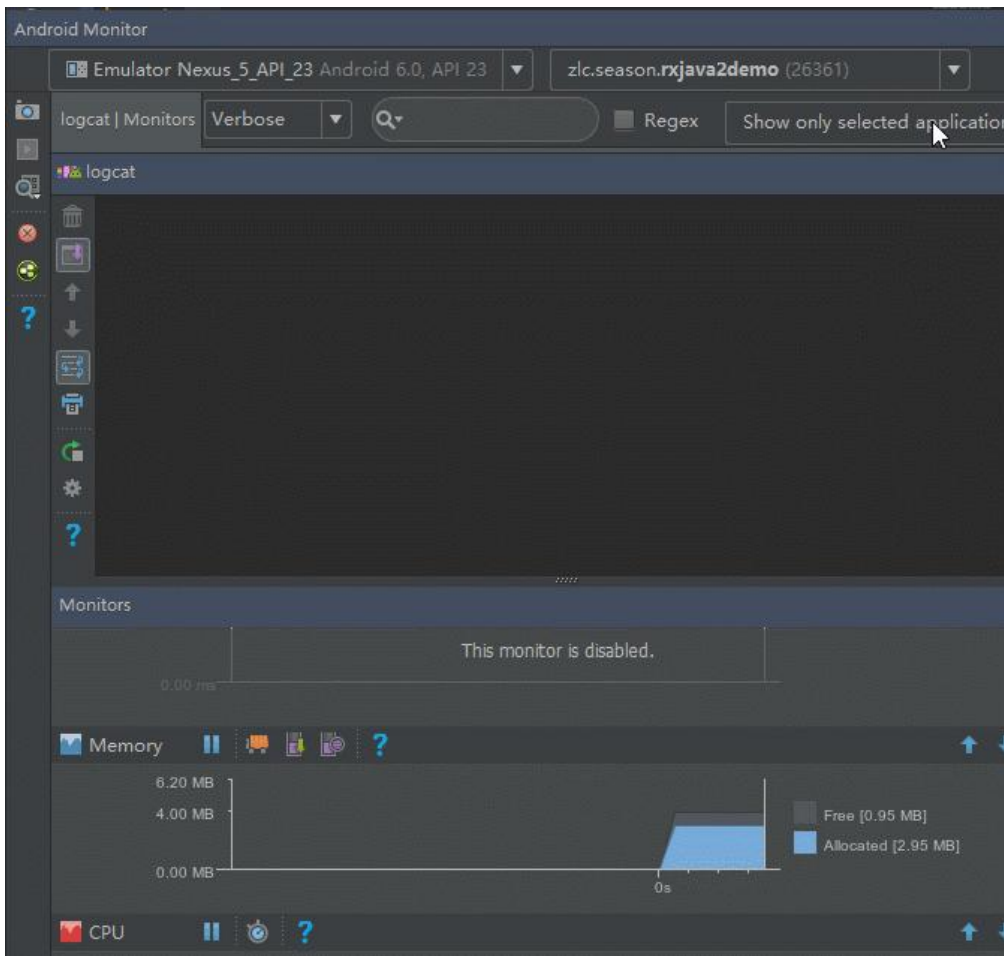 Android Monitor
Emulator Nexus_5_API_23 Android 6.0, API 23 zlc.season.rxjava2demo (26361)
logcat | Monitors Verbose Regex Show only selected application
logcat
Monitors
This monitor is disabled.
0.00 ms
Memory
6.20 MB
4.00 MB
Free [0.95 MB]
Allocated [2.95 MB]
0.00 MB
0s
CPU